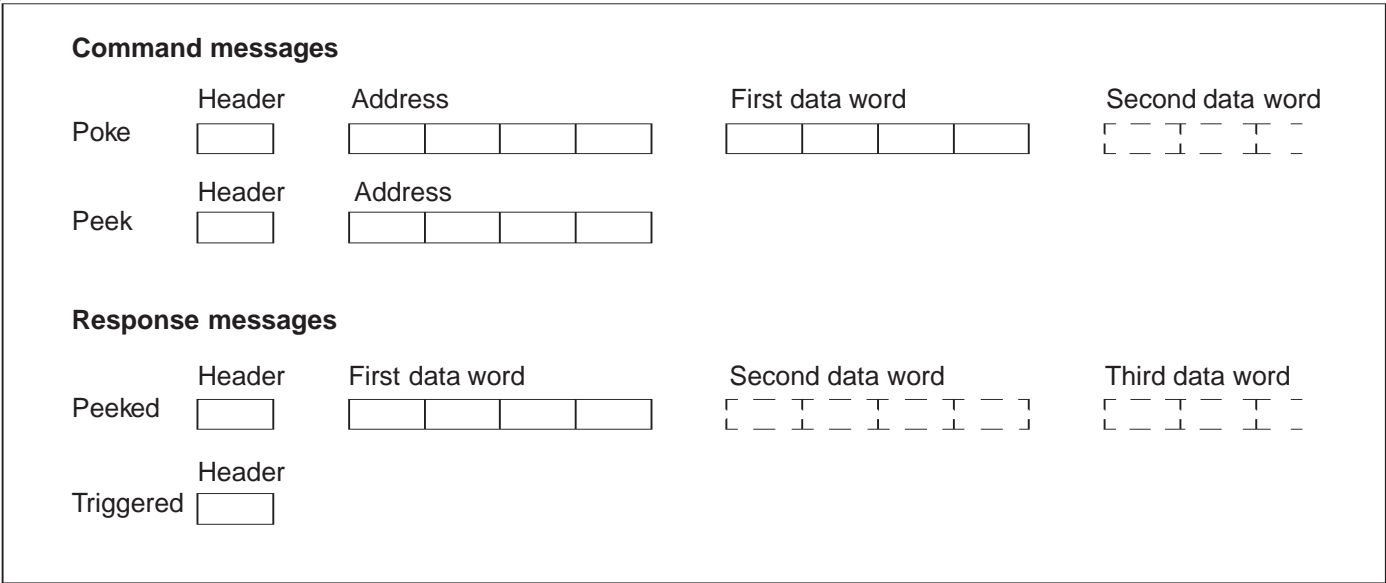 Command messages
Header Address First data word Second data word
Poke
Header Address
Peek
Response messages
Header First data word Second data word Third data word
Peeked
Header
Triggered